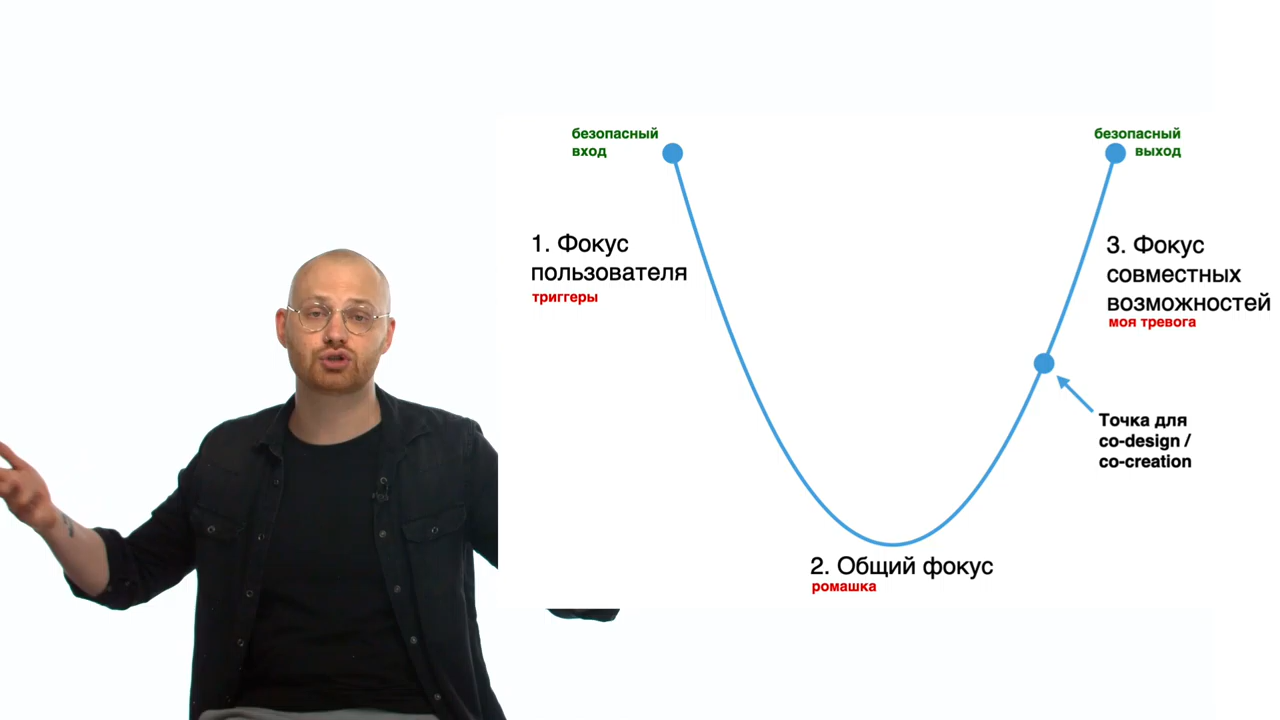 безопасный
вход
безопасный
выход
1. Фокус
пользователя
триггеры
3. Фокус
совместных
возможностей
моя тревога
Точка для
co-design /
co-creation
2. Общий фокус
ромашка